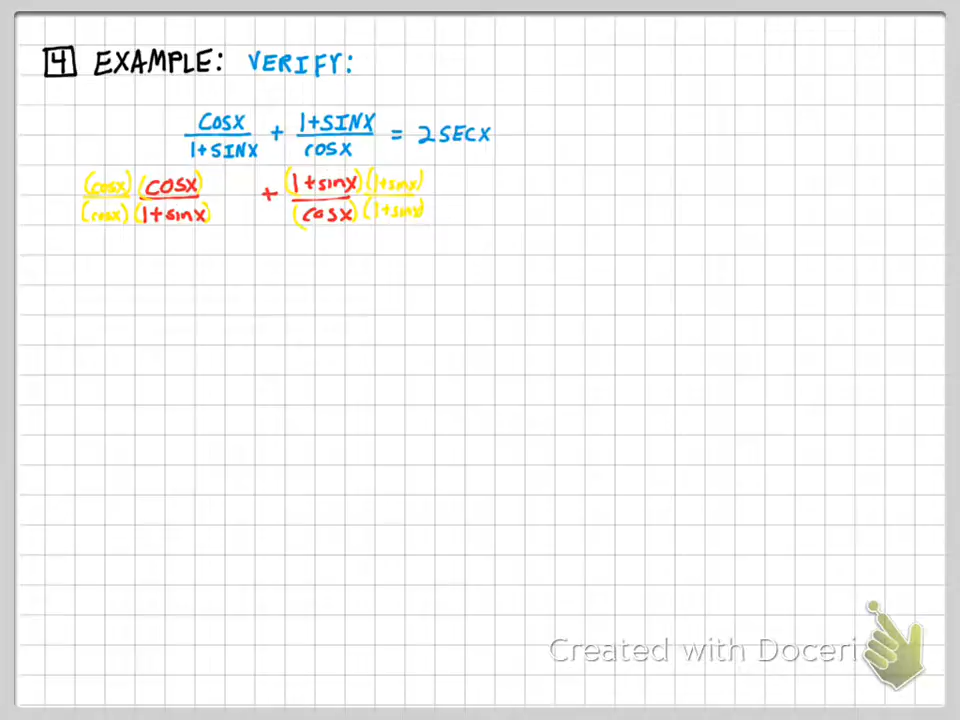 4 EXAMPLE: VERIFY:
COSX/1+SINX + 1+SINX/COSX = 2SECX
(cosx)/(cosx) (cosx)/(1+sinx) + (1+sinx)/(cosx) (1+sinx)/(1+sinx)
Created with Doceri